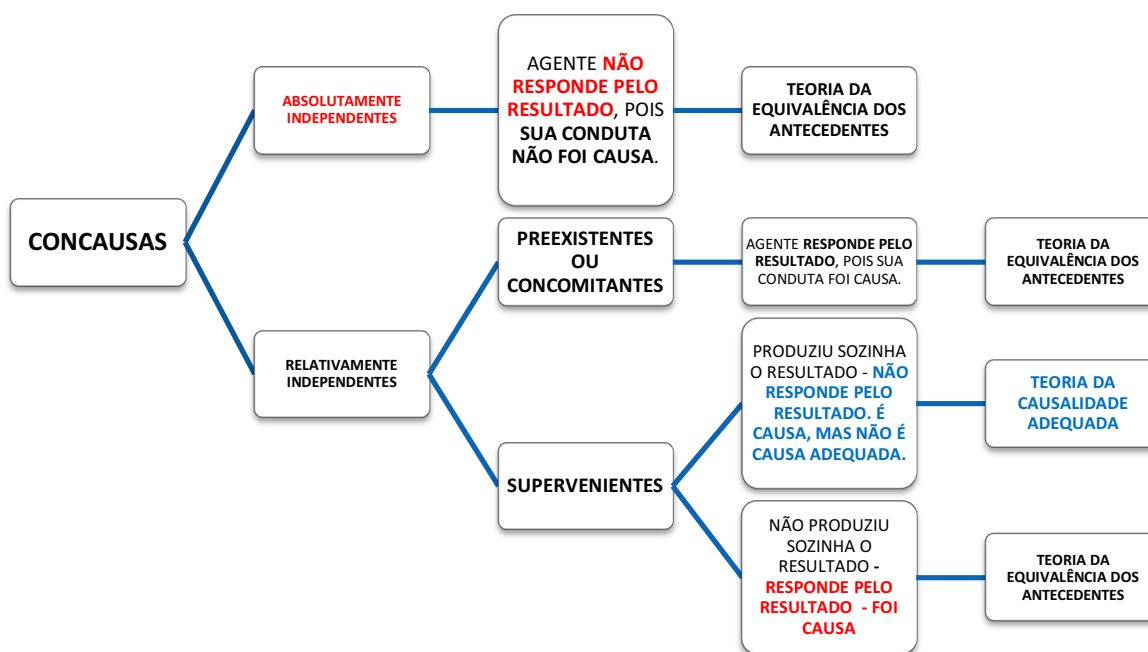 CONCAUSAS
ABSOLUTAMENTE
INDEPENDENTES
AGENTE NÃO
RESPONDE PELO
RESULTADO, POIS
SUA CONDUTA
NÃO FOI CAUSA.
TEORIA DA
EQUIVALÊNCIA DOS
ANTECEDENTES
RELATIVAMENTE
INDEPENDENTES
PREEXISTENTES
OU
CONCOMITANTES
AGENTE RESPONDE PELO
RESULTADO, POIS SUA
CONDUTA FOI CAUSA.
TEORIA DA
EQUIVALÊNCIA DOS
ANTECEDENTES
SUPERVENIENTES
PRODUZIU SOZINHA
O RESULTADO - NÃO
RESPONDE PELO
RESULTADO. É
CAUSA, MAS NÃO É
CAUSA ADEQUADA.
TEORIA DA
CAUSALIDADE
ADEQUADA
NÃO PRODUZIU
SOZINHA O
RESULTADO -
RESPONDE PELO
RESULTADO - FOI
CAUSA
TEORIA DA
EQUIVALÊNCIA DOS
ANTECEDENTES